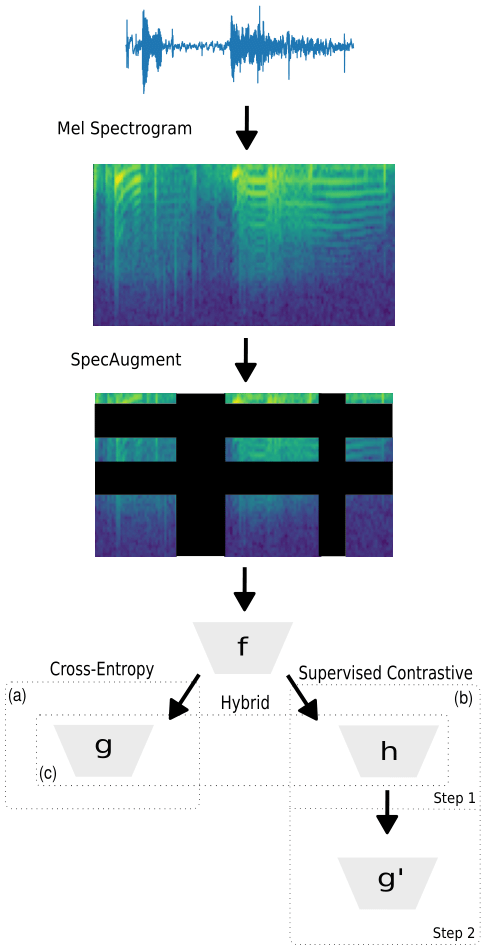 Mel Spectrogram
SpecAugment
f
Cross-Entropy
Supervised Contrastive
(a)
Hybrid
(b)
g
h
(c)
Step 1
g'
Step 2